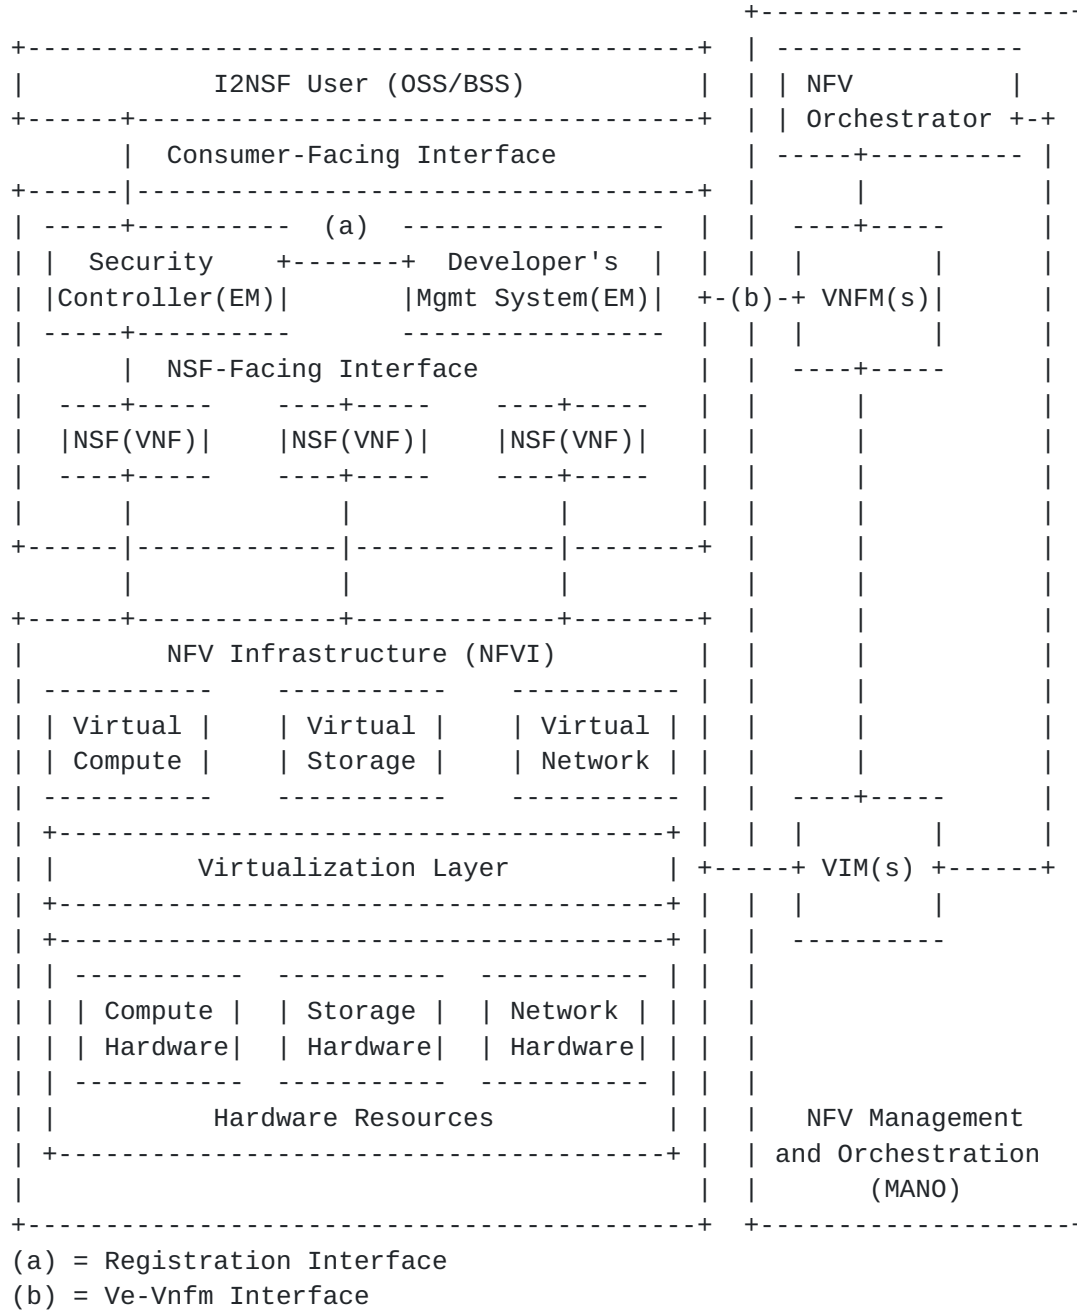 I2NSF User (OSS/BSS)
NFV
Orchestrator
Consumer-Facing Interface
(a)
Security
Developer's
Controller(EM)
Mgmt System(EM)
(b)
VNFM(s)
NSF-Facing Interface
NSF(VNF)
NSF(VNF)
NSF(VNF)
NFV Infrastructure (NFVI)
Virtual
Virtual
Virtual
Compute
Storage
Network
Virtualization Layer
VIM(s)
Compute
Storage
Network
Hardware
Hardware
Hardware
Hardware Resources
NFV Management
and Orchestration
(MANO)
(a) = Registration Interface
(b) = Ve-Vnfm Interface